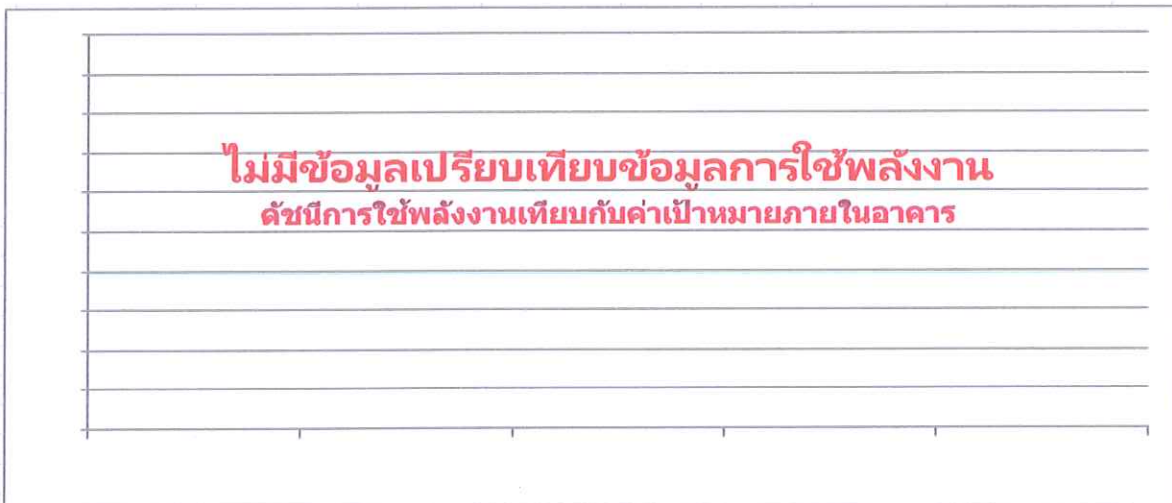 ไม่มีข้อมูลเปรียบเทียบข้อมูลการใช้พลังงาน
ดัชนีการใช้พลังงานเทียบกับค่าเป้าหมายภายในอาคาร